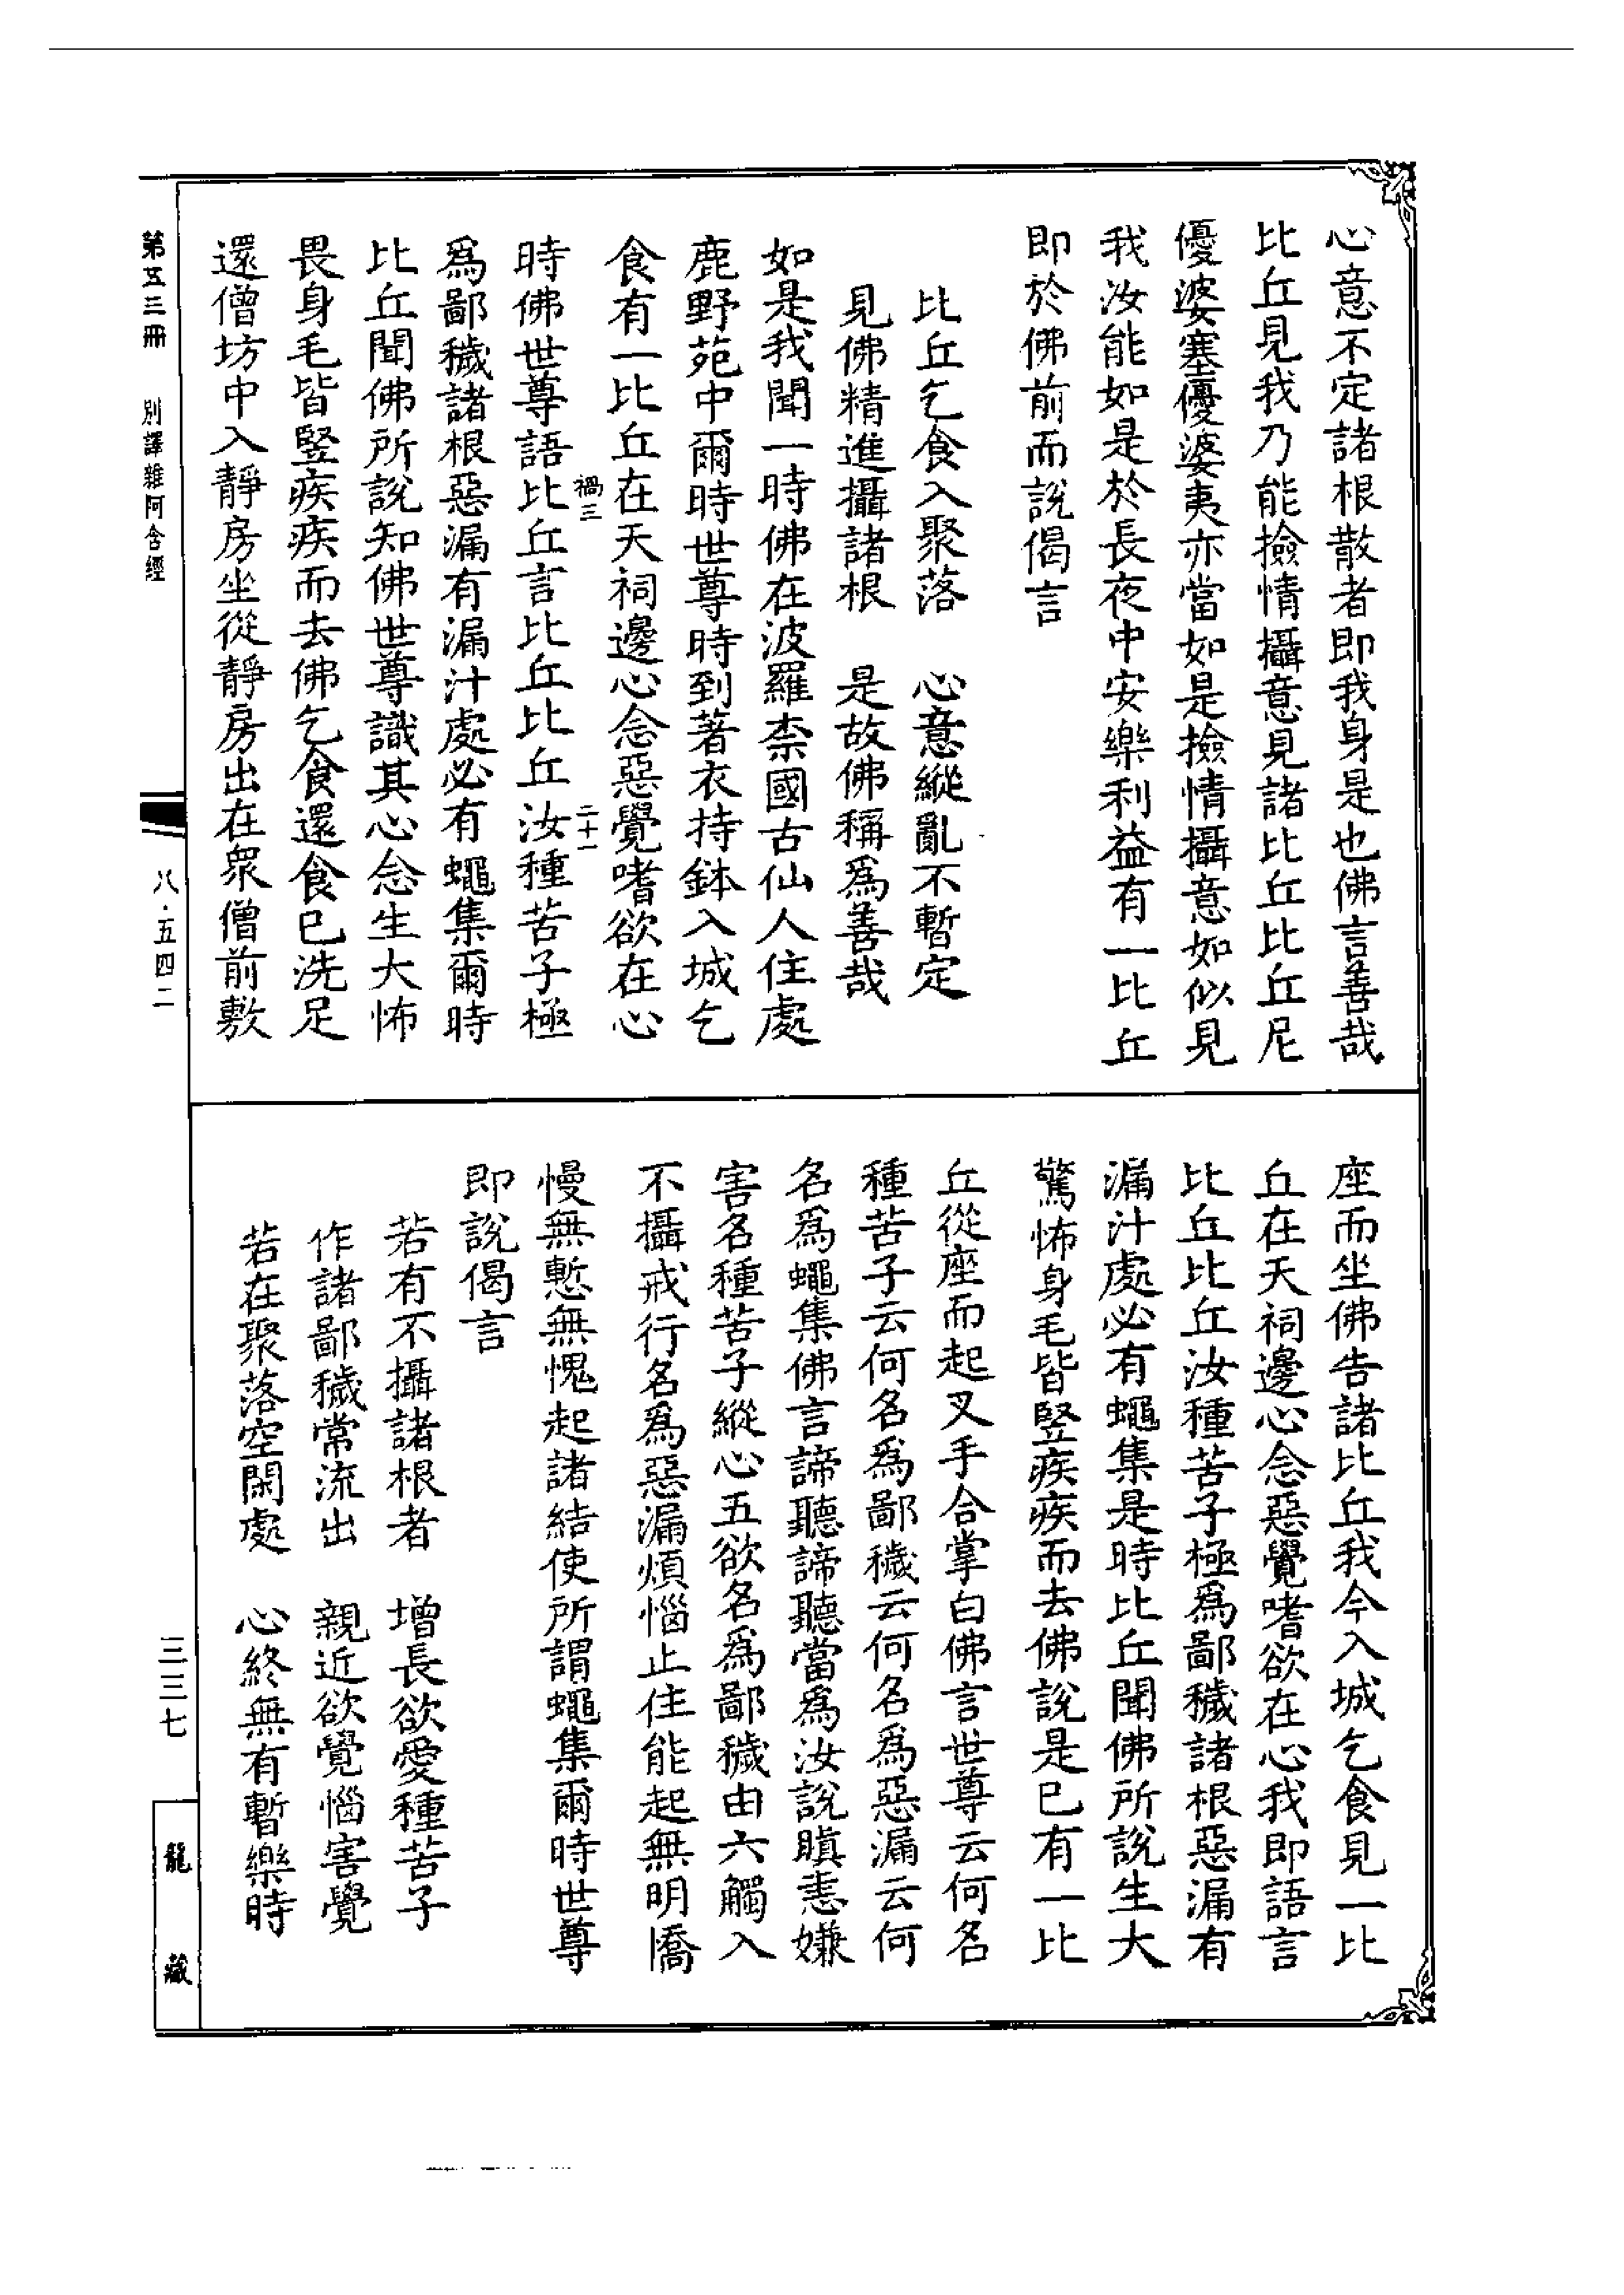 心意不定諸根散者即我身是也佛言善哉
比丘見我乃能撿情攝意見諸比丘比丘尼
優婆塞優婆夷亦當如是撿情攝意如似見
我汝能如是於長夜中安樂利益有一比丘
即於佛前而說偈言
比丘乞食入聚落　心意縱亂不暫定
見佛精進攝諸根　是故佛稱爲善哉
如是我聞一時佛在波羅柰國古仙人住處
鹿野苑中爾時世尊時到著衣持鉢入城乞
食有一比丘在天祠邊心念惡覺嗜欲在心
禍三　二十一
時佛世尊語比丘言比丘比丘汝種苦子極
爲鄙穢諸根惡漏有漏汁處必有蠅集爾時
比丘聞佛所說知佛世尊識其心念生大怖
畏身毛皆豎疾疾而去佛乞食還食已洗足
還僧坊中入靜房坐從靜房出在衆僧前敷
座而坐佛告諸比丘我今入城乞食見一比
丘在天祠邊心念惡覺嗜欲在心我即語言
比丘比丘汝種苦子極爲鄙穢諸根惡漏有
漏汁處必有蠅集是時比丘聞佛所說生大
驚怖身毛皆豎疾疾而去佛說是已有一比
丘從座而起叉手合掌白佛言世尊云何名
種苦子云何名爲鄙穢云何名爲惡漏云何
名爲蠅集佛言諦聽諦聽當爲汝說瞋恚嫌
害名種苦子縱心五欲名爲鄙穢由六觸入
不攝戒行名爲惡漏煩惱止住能起無明憍
慢無慙無愧起諸結使所謂蠅集爾時世尊
即說偈言
若有不攝諸根者　增長欲愛種苦子
作諸鄙穢常流出　親近欲覺惱害覺
若在聚落空閑處　心終無有暫樂時
第五三冊　別譯雜阿含經　八·五四二　三三七　龍藏